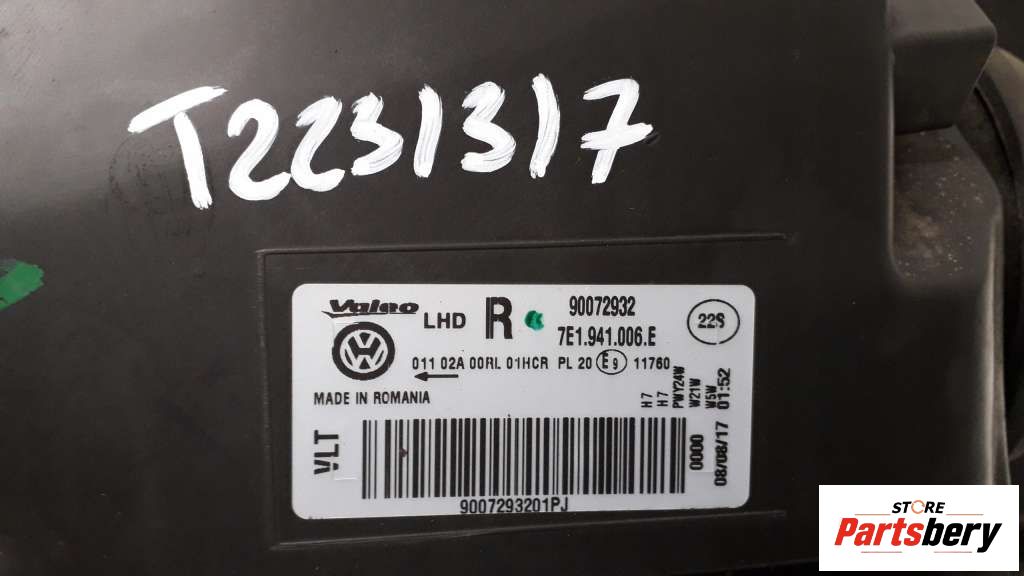 T2231317
Valeo LHD R 90072932
7E1.941.006.E
22S
011 02A 00RL 01HCR PL 20 E9 11760
MADE IN ROMANIA
H7
H7
PWY24W
W21W
W5W
01:52
VLT
0000
08/08/17
9007293201PJ
STORE
Partsbery